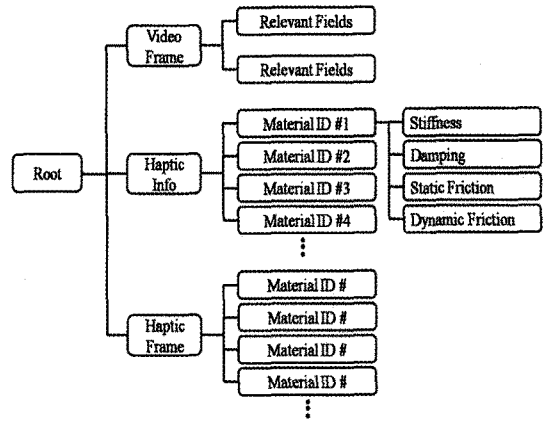 Video
Frame
Relevant Fields
Relevant Fields
Root
Haptic
Info
Material ID #1
Material ID #2
Material ID #3
Material ID #4
Stiffness
Damping
Static Friction
Dynamic Friction
Haptic
Frame
Material ID #
Material ID #
Material ID #
Material ID #